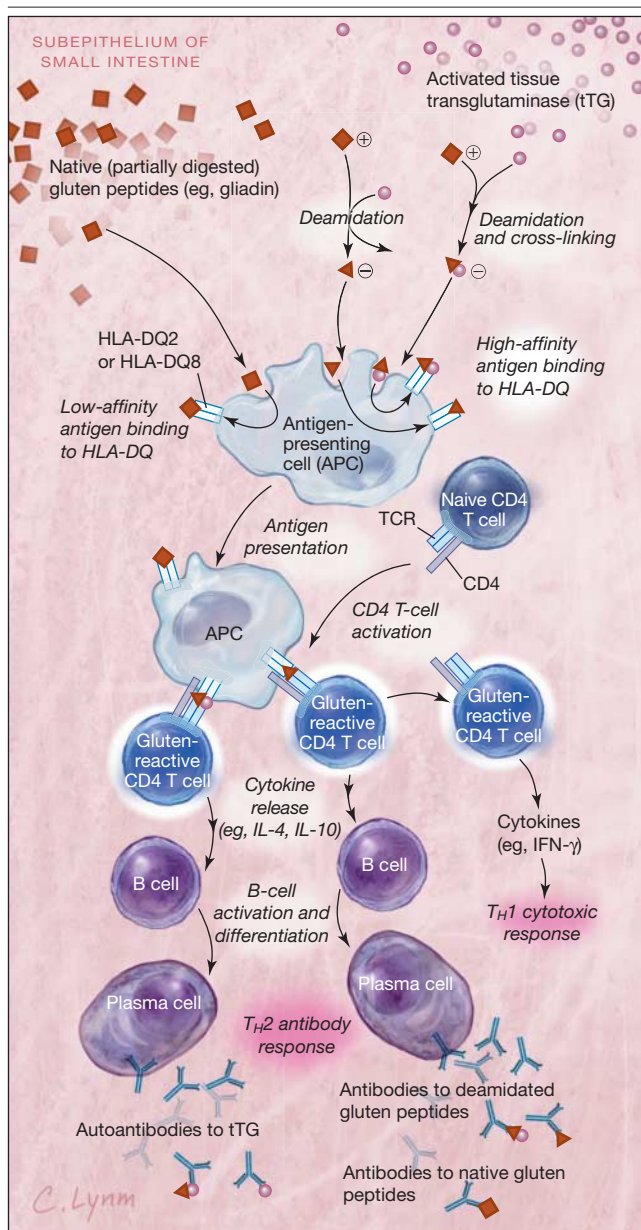 SUBEPITHELIUM OF
SMALL INTESTINE
Activated tissue
transglutaminase (tTG)
Native (partially digested)
gluten peptides (eg, gliadin)
+
+
Deamidation
Deamidation
and cross-linking
−
−
HLA-DQ2
or HLA-DQ8
High-affinity
antigen binding
to HLA-DQ
Low-affinity
antigen binding
to HLA-DQ
Antigen-
presenting
cell (APC)
Naive CD4
T cell
TCR
CD4
Antigen
presentation
CD4 T-cell
activation
APC
Gluten-
reactive
CD4 T cell
Gluten-
reactive
CD4 T cell
Gluten-
reactive
CD4 T cell
Cytokine
release
(eg, IL-4, IL-10)
Cytokines
(eg, IFN-γ)
B cell
B cell
TH1 cytotoxic
response
B-cell
activation and
differentiation
Plasma cell
Plasma cell
TH2 antibody
response
Antibodies to deamidated
gluten peptides
Autoantibodies to tTG
Antibodies to native gluten
peptides
C. Lynm